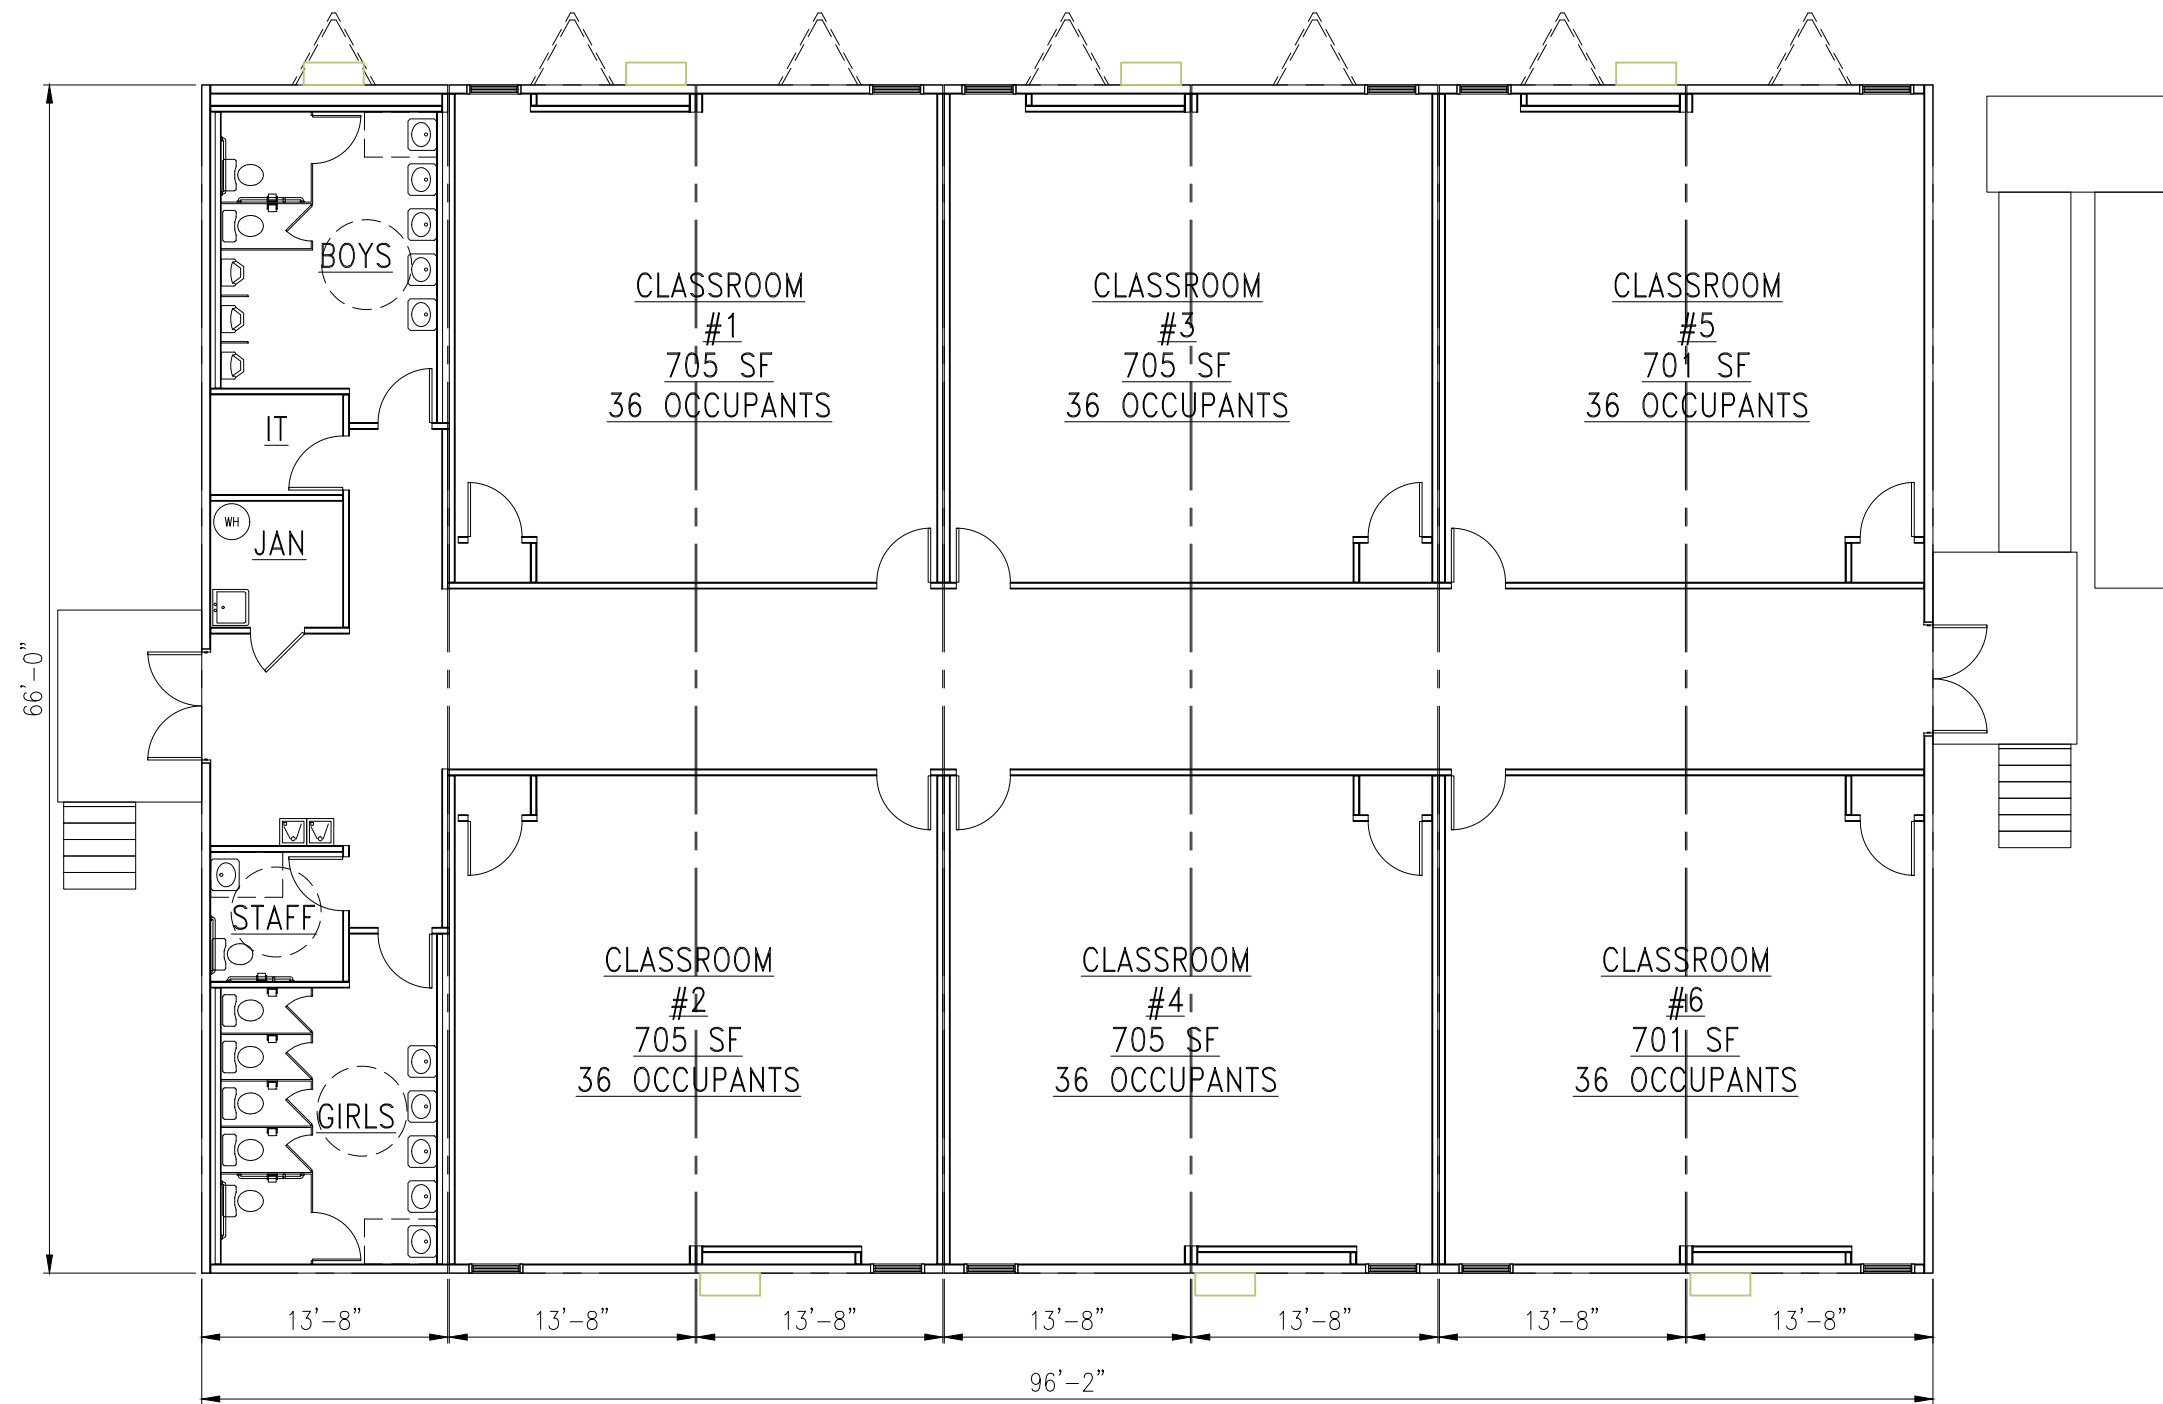 BOYS
CLASSROOM
#1
705 SF
36 OCCUPANTS
CLASSROOM
#3
705 SF
36 OCCUPANTS
CLASSROOM
#5
701 SF
36 OCCUPANTS
IT
WH
JAN
66'-0"
STAFF
GIRLS
CLASSROOM
#2
705 SF
36 OCCUPANTS
CLASSROOM
#4
705 SF
36 OCCUPANTS
CLASSROOM
#6
701 SF
36 OCCUPANTS
13'-8" 13'-8" 13'-8" 13'-8" 13'-8" 13'-8" 13'-8"
96'-2"